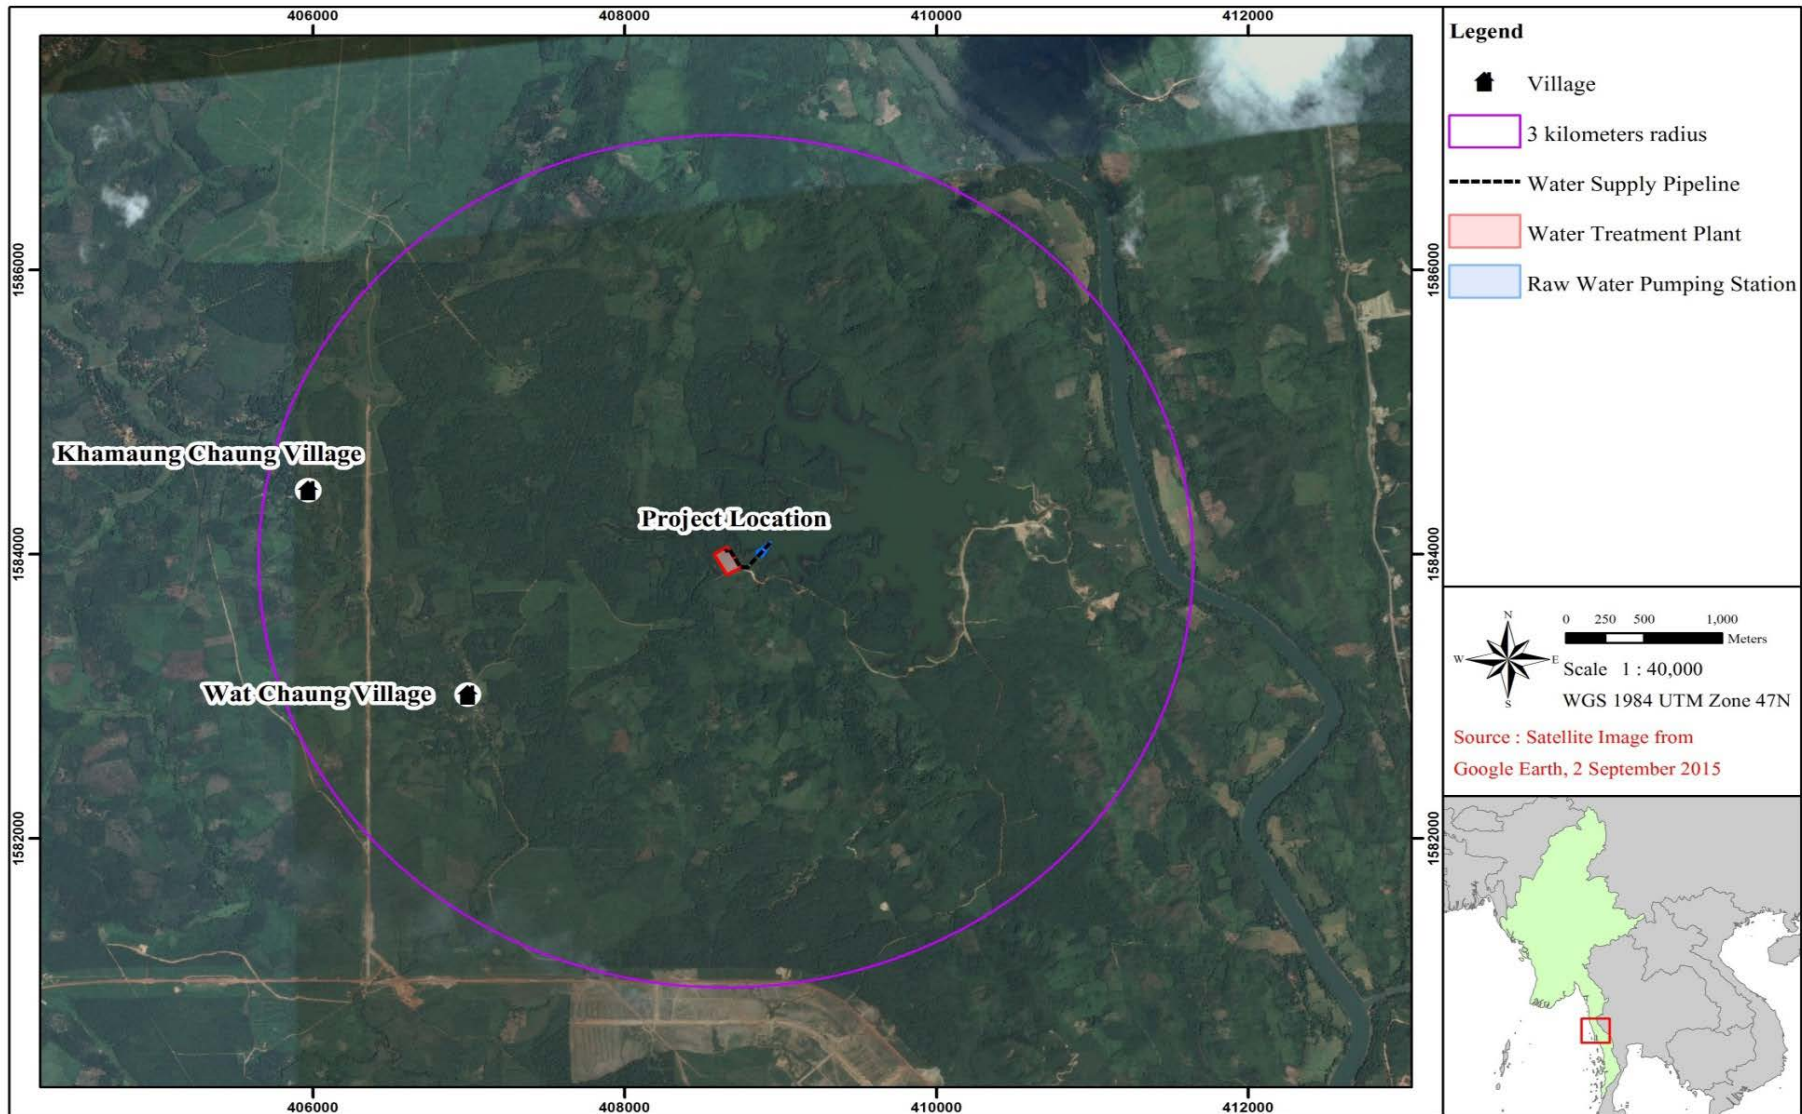 406000
408000
410000
412000
1586000
1584000
1582000
Khamaung Chaung Village
Project Location
Wat Chaung Village
1586000
1584000
1582000
406000
408000
410000
412000
Legend
Village
3 kilometers radius
Water Supply Pipeline
Water Treatment Plant
Raw Water Pumping Station
N
W
E
S
0 250 500 1,000
Meters
Scale 1 : 40,000
WGS 1984 UTM Zone 47N
Source : Satellite Image from
Google Earth, 2 September 2015